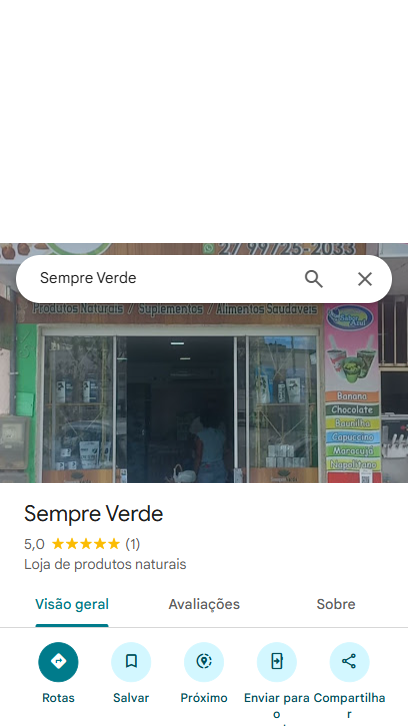 27 99725-2033
Sempre Verde
Produtos Naturais / Suplementos / Alimentos Saudáveis
Banana
Chocolate
Baunilha
Capuccino
Maracujá
Napolitano
Sempre Verde
5,0 (1)
Loja de produtos naturais
Visão geral
Avaliações
Sobre
Rotas
Salvar
Próximo
Enviar para
o
Compartilha
r